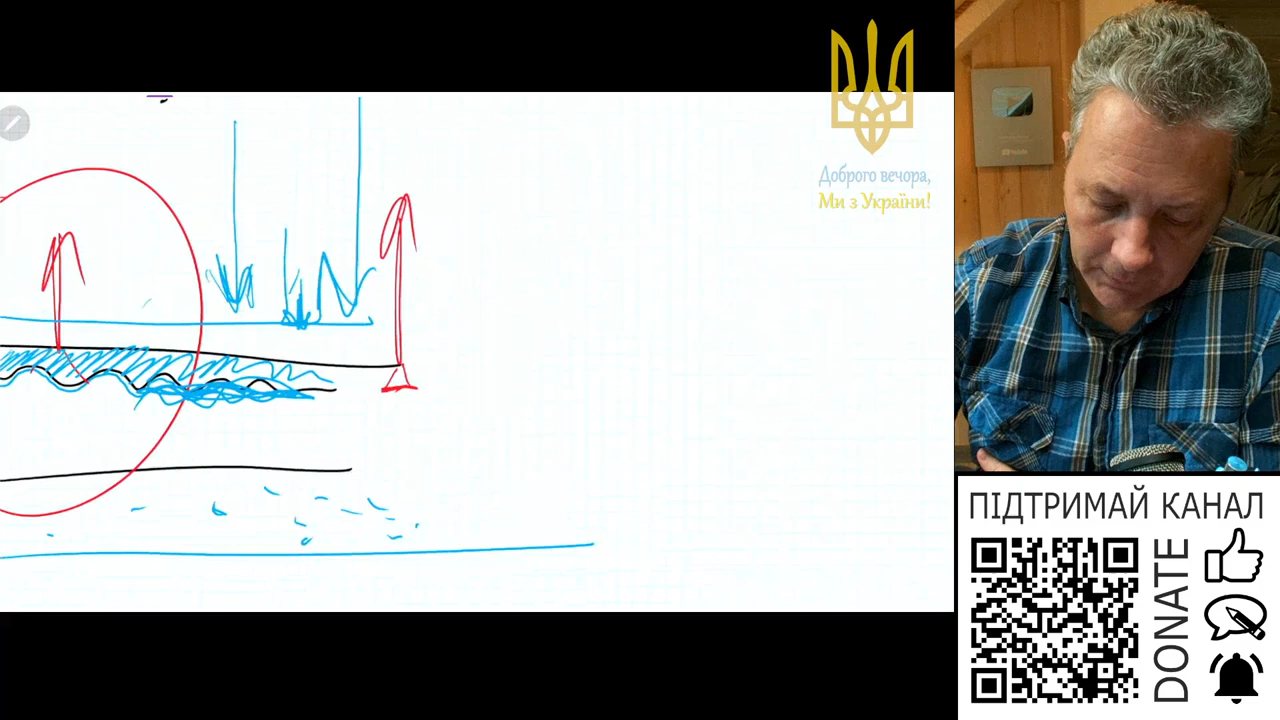 Доброго вечора,
Ми з України!
ПІДТРИМАЙ КАНАЛ
DONATE